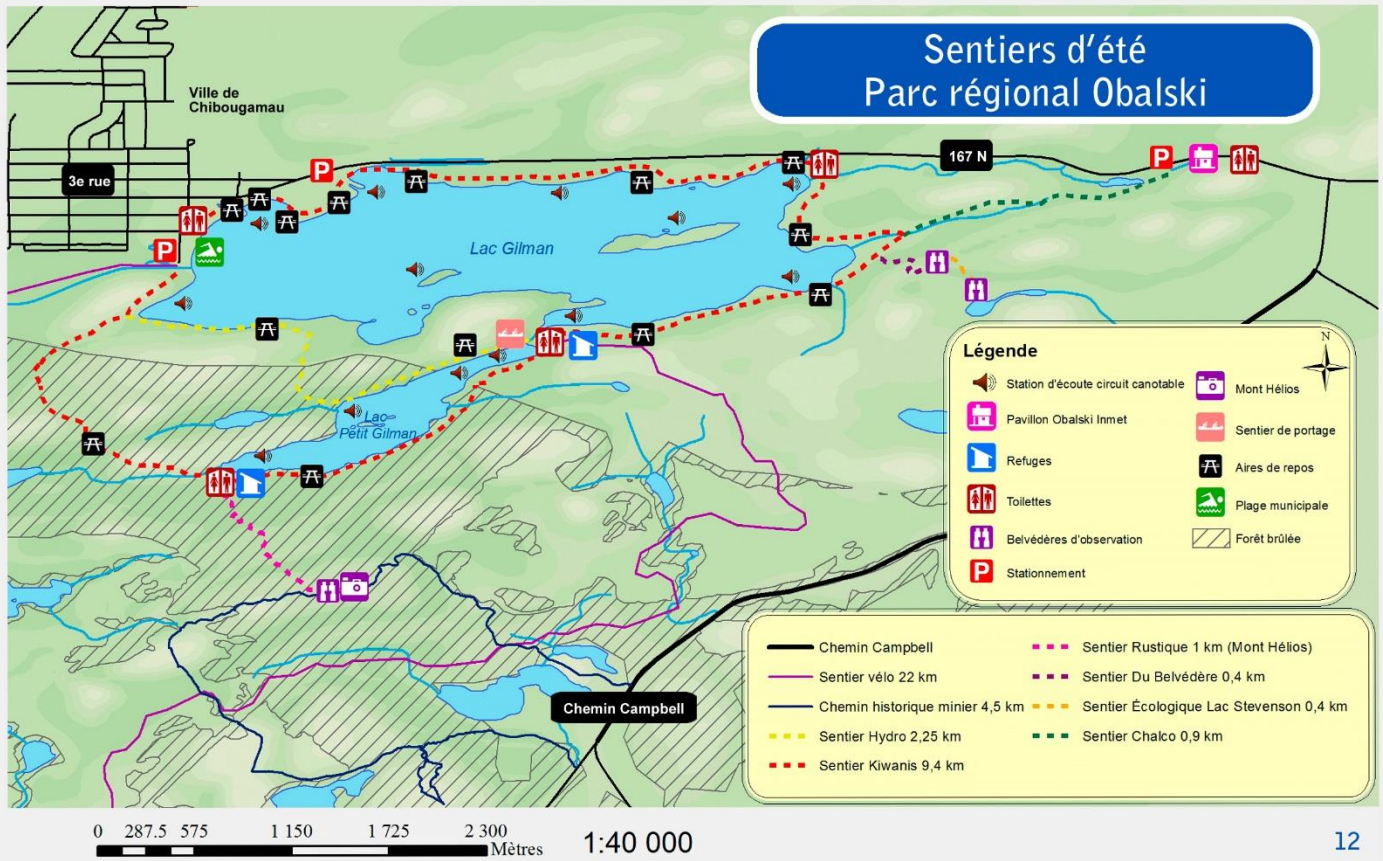 Sentiers d'été
Parc régional Obalski
Ville de
Chibougamau
3e rue
P
167 N
P
P
Lac Gilman
Lac
Petit Gilman
Chemin Campbell
Légende
N
Station d'écoute circuit canotable
Pavillon Obalski Inmet
Refuges
Toilettes
Belvédères d'observation
P Stationnement
Mont Hélios
Sentier de portage
Aires de repos
Plage municipale
Forêt brûlée
Chemin Campbell
Sentier vélo 22 km
Chemin historique minier 4,5 km
Sentier Hydro 2,25 km
Sentier Kiwanis 9,4 km
Sentier Rustique 1 km (Mont Hélios)
Sentier Du Belvédère 0,4 km
Sentier Écologique Lac Stevenson 0,4 km
Sentier Chalco 0,9 km
0 287.5 575 1 150 1 725 2 300
Mètres
1:40 000
12